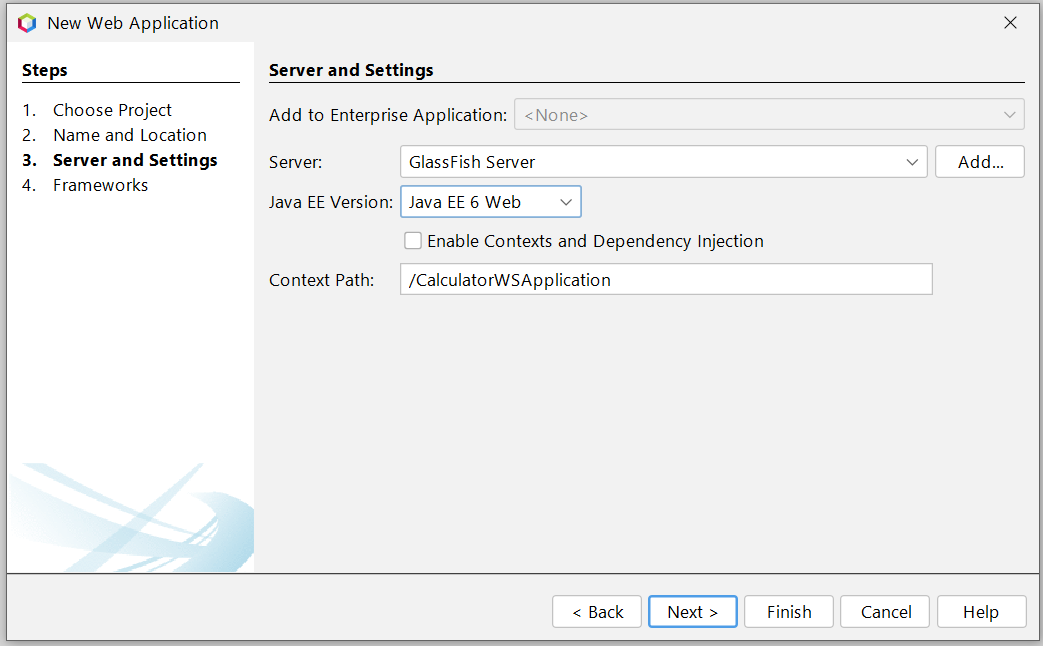 New Web Application
Steps
1. Choose Project
2. Name and Location
3. Server and Settings
4. Frameworks
Server and Settings
Add to Enterprise Application: <None>
Server: GlassFish Server Add...
Java EE Version: Java EE 6 Web
Enable Contexts and Dependency Injection
Context Path: /CalculatorWSApplication
< Back Next > Finish Cancel Help